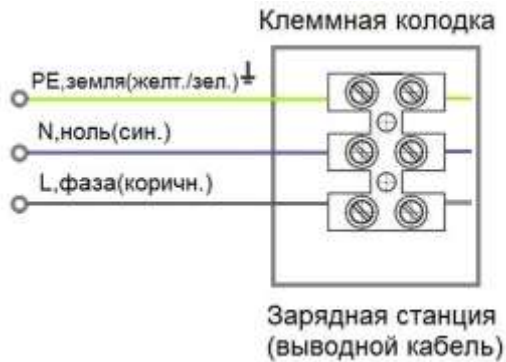 Клеммная колодка
PE,земля(желт./зел.)
N,ноль(син.)
L,фаза(коричн.)
Зарядная станция
(выводной кабель)